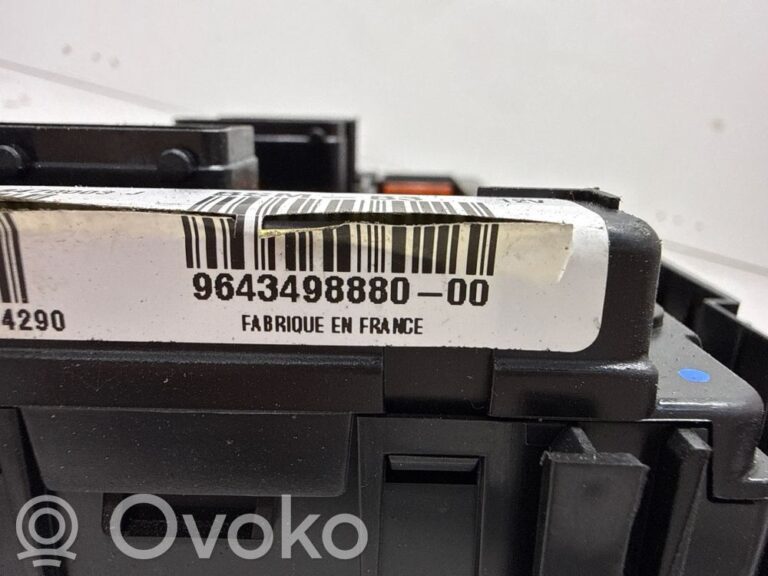 9643498880-00
4290
FABRIQUE EN FRANCE
Ovoko